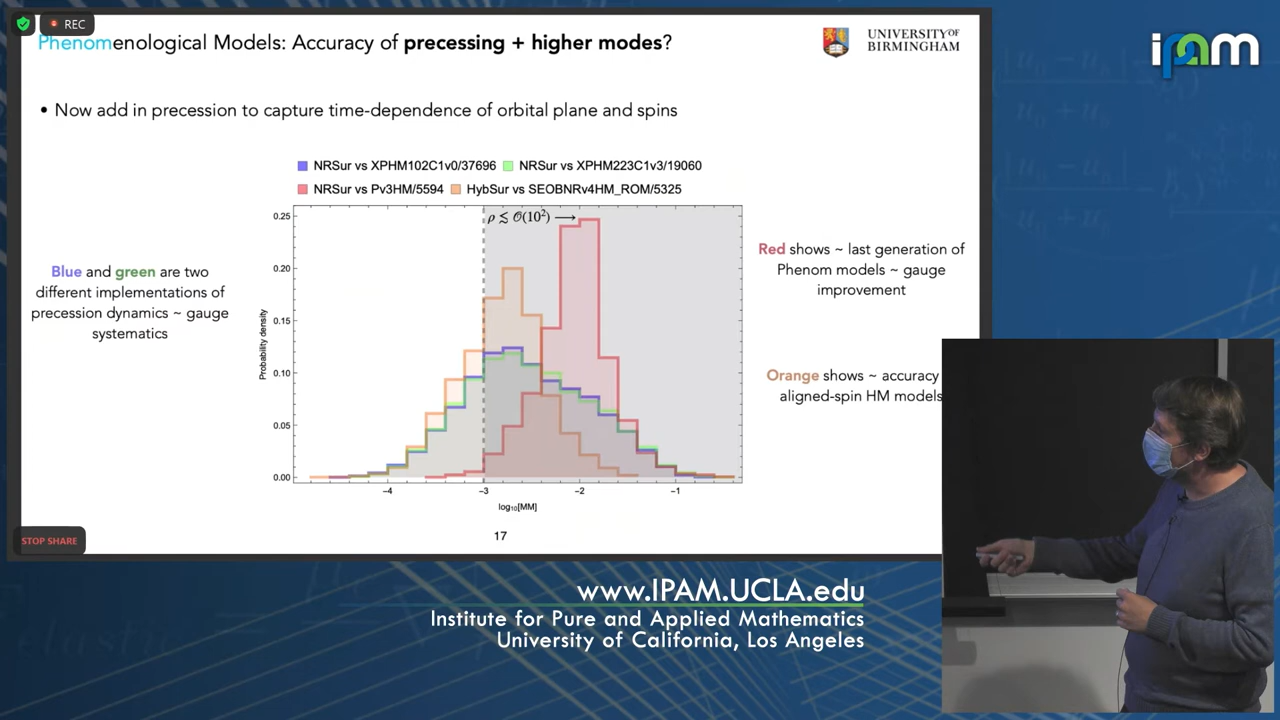 REC
Phenomenological Models: Accuracy of precessing + higher modes?
UNIVERSITY OF
BIRMINGHAM
ipam
• Now add in precession to capture time-dependence of orbital plane and spins
NRSur vs XPHM102C1v0/37696 NRSur vs XPHM223C1v3/19060
NRSur vs Pv3HM/5594 HybSur vs SEOBNRv4HM_ROM/5325
ρ ≲ 𝒪(10²) →
0.25
0.20
0.15
0.10
0.05
0.00
Probability density
−4 −3 −2 −1
log₁₀[MM]
Blue and green are two
different implementations of
precession dynamics ~ gauge
systematics
Red shows ~ last generation of
Phenom models ~ gauge
improvement
Orange shows ~ accuracy
aligned-spin HM models
17
STOP SHARE
www.IPAM.UCLA.edu
Institute for Pure and Applied Mathematics
University of California, Los Angeles